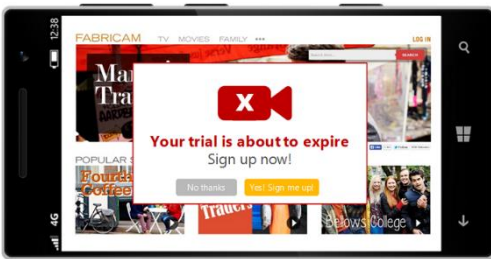 12:38
4G
FABRICAM TV MOVIES FAMILY LOG IN
SEARCH
X
Your trial is about to expire
Sign up now!
No thanks Yes! Sign me up!
POPULAR
Fourth
Coffee
Traders
Bellows College